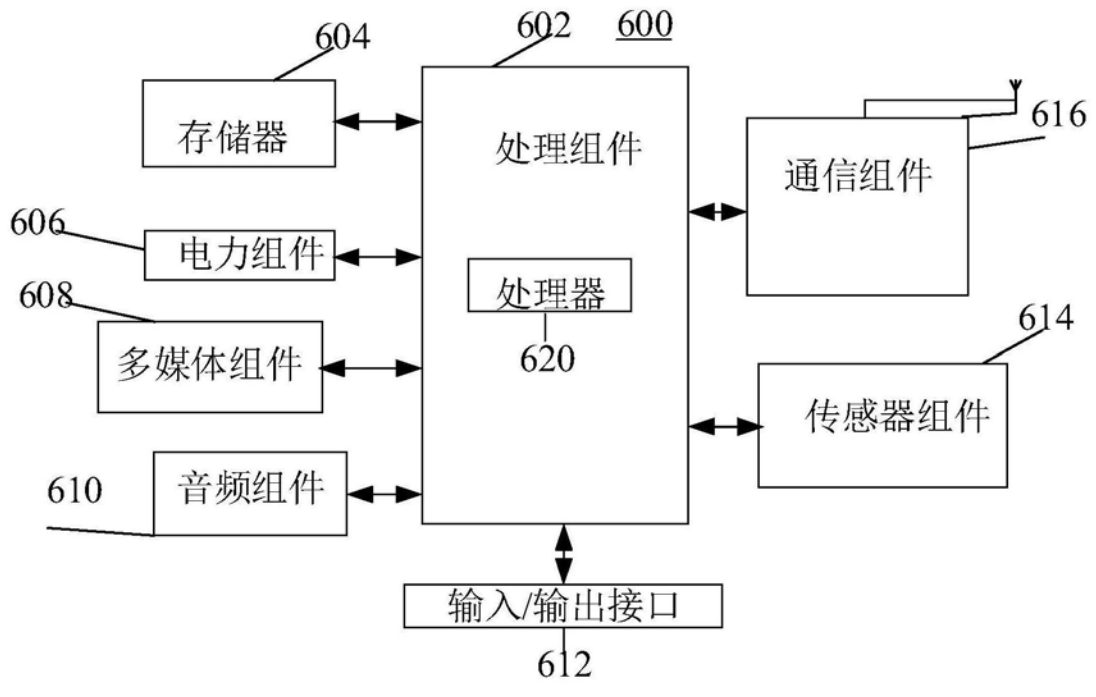 604
602
600
存储器
处理组件
616
通信组件
606
电力组件
608
处理器
620
614
多媒体组件
传感器组件
610
音频组件
输入/输出接口
612